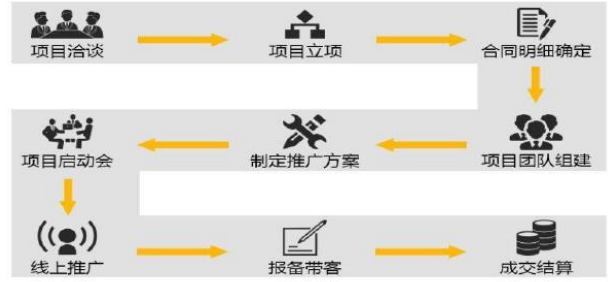 项目洽谈
项目立项
合同明细确定
项目团队组建
制定推广方案
项目启动会
线上推广
报备带客
成交结算